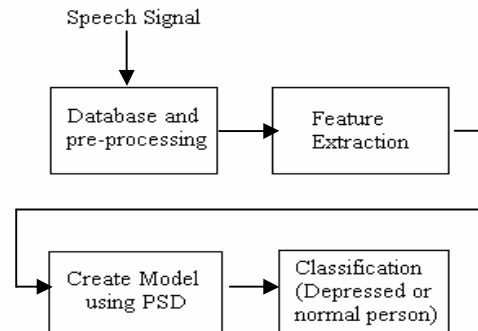 Speech Signal
Database and
pre-processing
Feature
Extraction
Create Model
using PSD
Classification
(Depressed or
normal person)